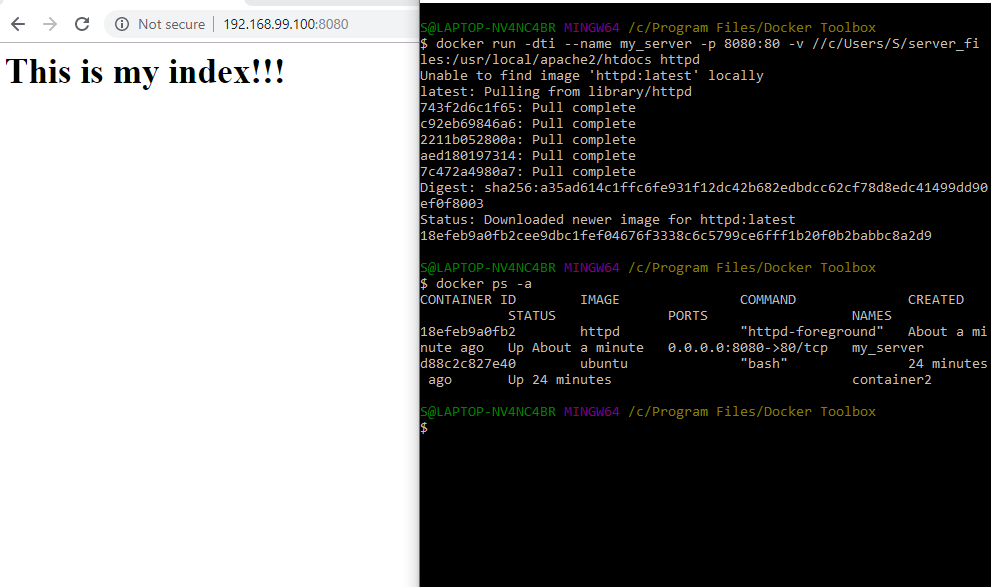 Not secure 192.168.99.100:8080
This is my index!!!
S@LAPTOP-NV4NC4BR MINGW64 /c/Program Files/Docker Toolbox
$ docker run -dti --name my_server -p 8080:80 -v //c/Users/S/server_fi
les:/usr/local/apache2/htdocs httpd
Unable to find image 'httpd:latest' locally
latest: Pulling from library/httpd
743f2d6c1f65: Pull complete
c92eb69846a6: Pull complete
2211b052800a: Pull complete
aed180197314: Pull complete
7c472a4980a7: Pull complete
Digest: sha256:a35ad614c1ffc6fe931f12dc42b682edbdcc62cf78d8edc41499dd90
ef0f8003
Status: Downloaded newer image for httpd:latest
18efeb9a0fb2cee9dbc1fef04676f3338c6c5799ce6fff1b20f0b2babbc8a2d9
S@LAPTOP-NV4NC4BR MINGW64 /c/Program Files/Docker Toolbox
$ docker ps -a
CONTAINER ID        IMAGE               COMMAND              CREATED
           STATUS              PORTS                  NAMES
18efeb9a0fb2        httpd               "httpd-foreground"   About a mi
nute ago   Up About a minute   0.0.0.0:8080->80/tcp   my_server
d88c2c827e40        ubuntu              "bash"               24 minutes
 ago       Up 24 minutes                              container2
S@LAPTOP-NV4NC4BR MINGW64 /c/Program Files/Docker Toolbox
$